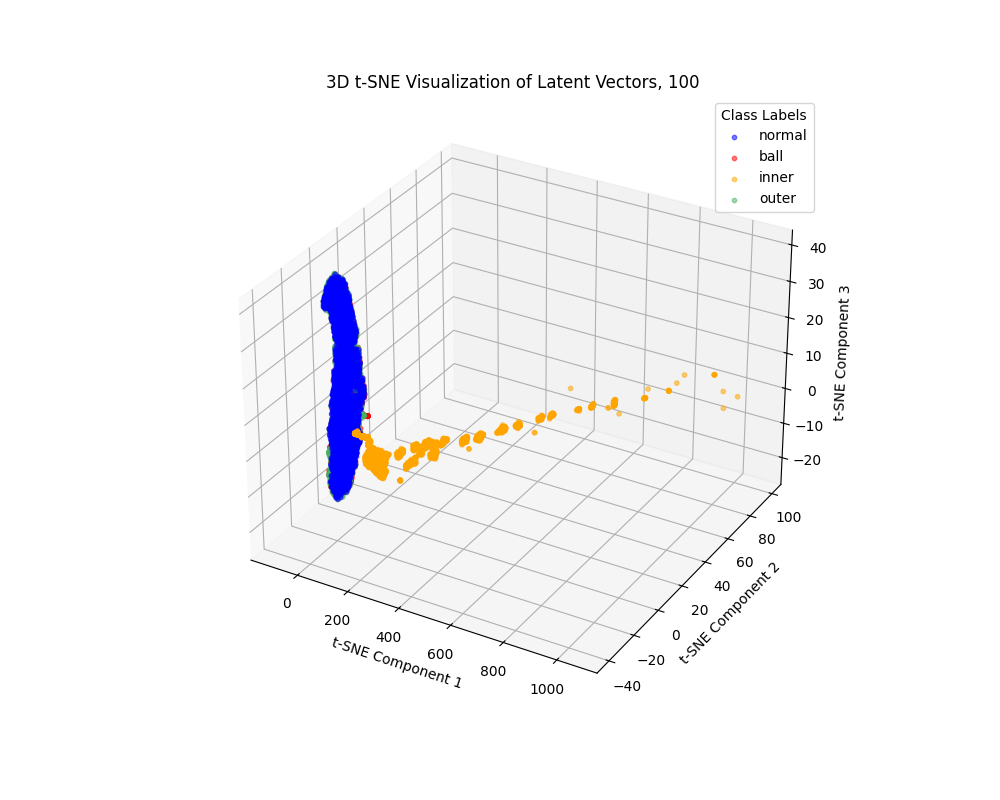 3D t-SNE Visualization of Latent Vectors, 100
Class Labels
normal
ball
inner
outer
40
30
20
10
0
−10
−20
t-SNE Component 3
100
80
60
40
20
0
−20
−40
t-SNE Component 2
0
200
400
600
800
1000
t-SNE Component 1